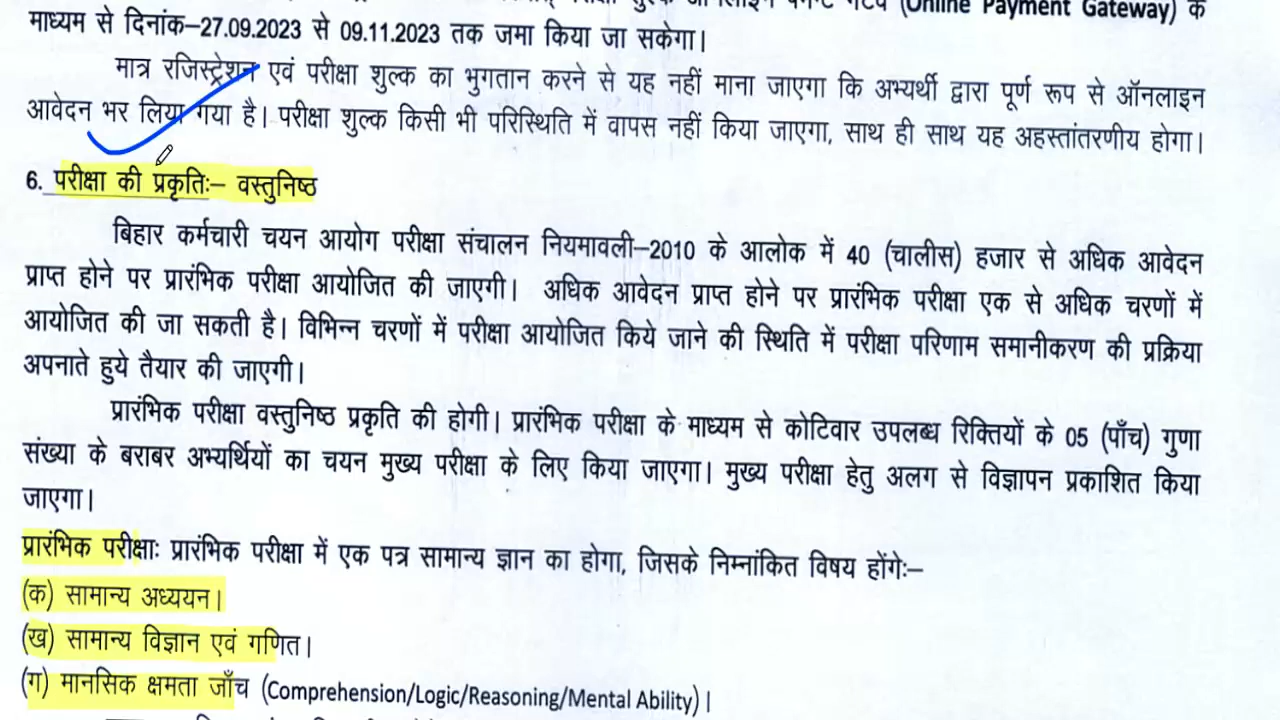 (Online Payment Gateway) के
माध्यम से दिनांक–27.09.2023 से 09.11.2023 तक जमा किया जा सकेगा।
मात्र रजिस्ट्रेशन एवं परीक्षा शुल्क का भुगतान करने से यह नहीं माना जाएगा कि अभ्यर्थी द्वारा पूर्ण रूप से ऑनलाइन
आवेदन भर लिया गया है। परीक्षा शुल्क किसी भी परिस्थिति में वापस नहीं किया जाएगा, साथ ही साथ यह अहस्तांतरणीय होगा।
6. परीक्षा की प्रकृतिः– वस्तुनिष्ठ
बिहार कर्मचारी चयन आयोग परीक्षा संचालन नियमावली–2010 के आलोक में 40 (चालीस) हजार से अधिक आवेदन
प्राप्त होने पर प्रारंभिक परीक्षा आयोजित की जाएगी। अधिक आवेदन प्राप्त होने पर प्रारंभिक परीक्षा एक से अधिक चरणों में
आयोजित की जा सकती है। विभिन्न चरणों में परीक्षा आयोजित किये जाने की स्थिति में परीक्षा परिणाम समानीकरण की प्रक्रिया
अपनाते हुये तैयार की जाएगी।
प्रारंभिक परीक्षा वस्तुनिष्ठ प्रकृति की होगी। प्रारंभिक परीक्षा के माध्यम से कोटिवार उपलब्ध रिक्तियों के 05 (पाँच) गुणा
संख्या के बराबर अभ्यर्थियों का चयन मुख्य परीक्षा के लिए किया जाएगा। मुख्य परीक्षा हेतु अलग से विज्ञापन प्रकाशित किया
जाएगा।
प्रारंभिक परीक्षाः प्रारंभिक परीक्षा में एक पत्र सामान्य ज्ञान का होगा, जिसके निम्नांकित विषय होंगेः–
(क) सामान्य अध्ययन।
(ख) सामान्य विज्ञान एवं गणित।
(ग) मानसिक क्षमता जाँच (Comprehension/Logic/Reasoning/Mental Ability)।